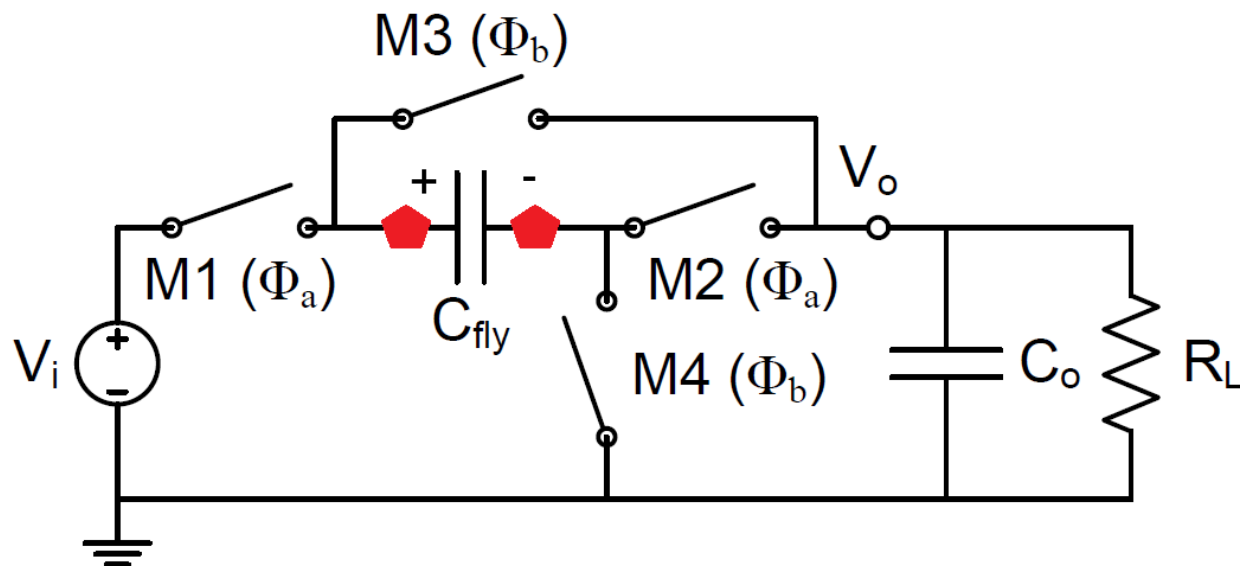 M3 (Φb)
Vo
+ -
M1 (Φa)
M2 (Φa)
Cfly
Vi
+
-
M4 (Φb)
Co
RL